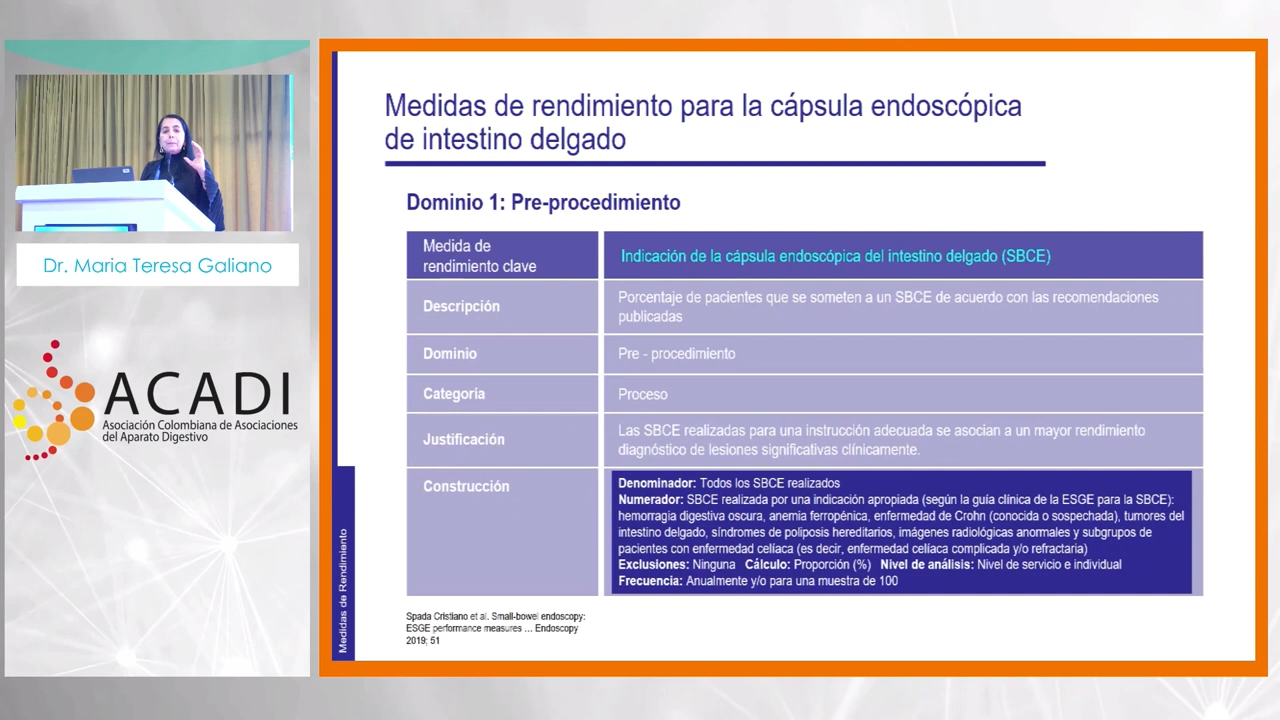 Dr. Maria Teresa Galiano
ACADI
Asociación Colombiana de Asociaciones
del Aparato Digestivo
Medidas de rendimiento para la cápsula endoscópica
de intestino delgado
Dominio 1: Pre-procedimiento
Medida de
rendimiento clave
Indicación de la cápsula endoscópica del intestino delgado (SBCE)
Descripción
Porcentaje de pacientes que se someten a un SBCE de acuerdo con las recomendaciones
publicadas
Dominio
Pre - procedimiento
Categoría
Proceso
Justificación
Las SBCE realizadas para una instrucción adecuada se asocian a un mayor rendimiento
diagnóstico de lesiones significativas clínicamente.
Construcción
Denominador: Todos los SBCE realizados
Numerador: SBCE realizada por una indicación apropiada (según la guía clínica de la ESGE para la SBCE):
hemorragia digestiva oscura, anemia ferropénica, enfermedad de Crohn (conocida o sospechada), tumores del
intestino delgado, síndromes de poliposis hereditarios, imágenes radiológicas anormales y subgrupos de
pacientes con enfermedad celíaca (es decir, enfermedad celíaca complicada y/o refractaria)
Exclusiones: Ninguna Cálculo: Proporción (%) Nivel de análisis: Nivel de servicio e individual
Frecuencia: Anualmente y/o para una muestra de 100
Medidas de Rendimiento
Spada Cristiano et al. Small-bowel endoscopy:
ESGE performance measures ... Endoscopy
2019; 51